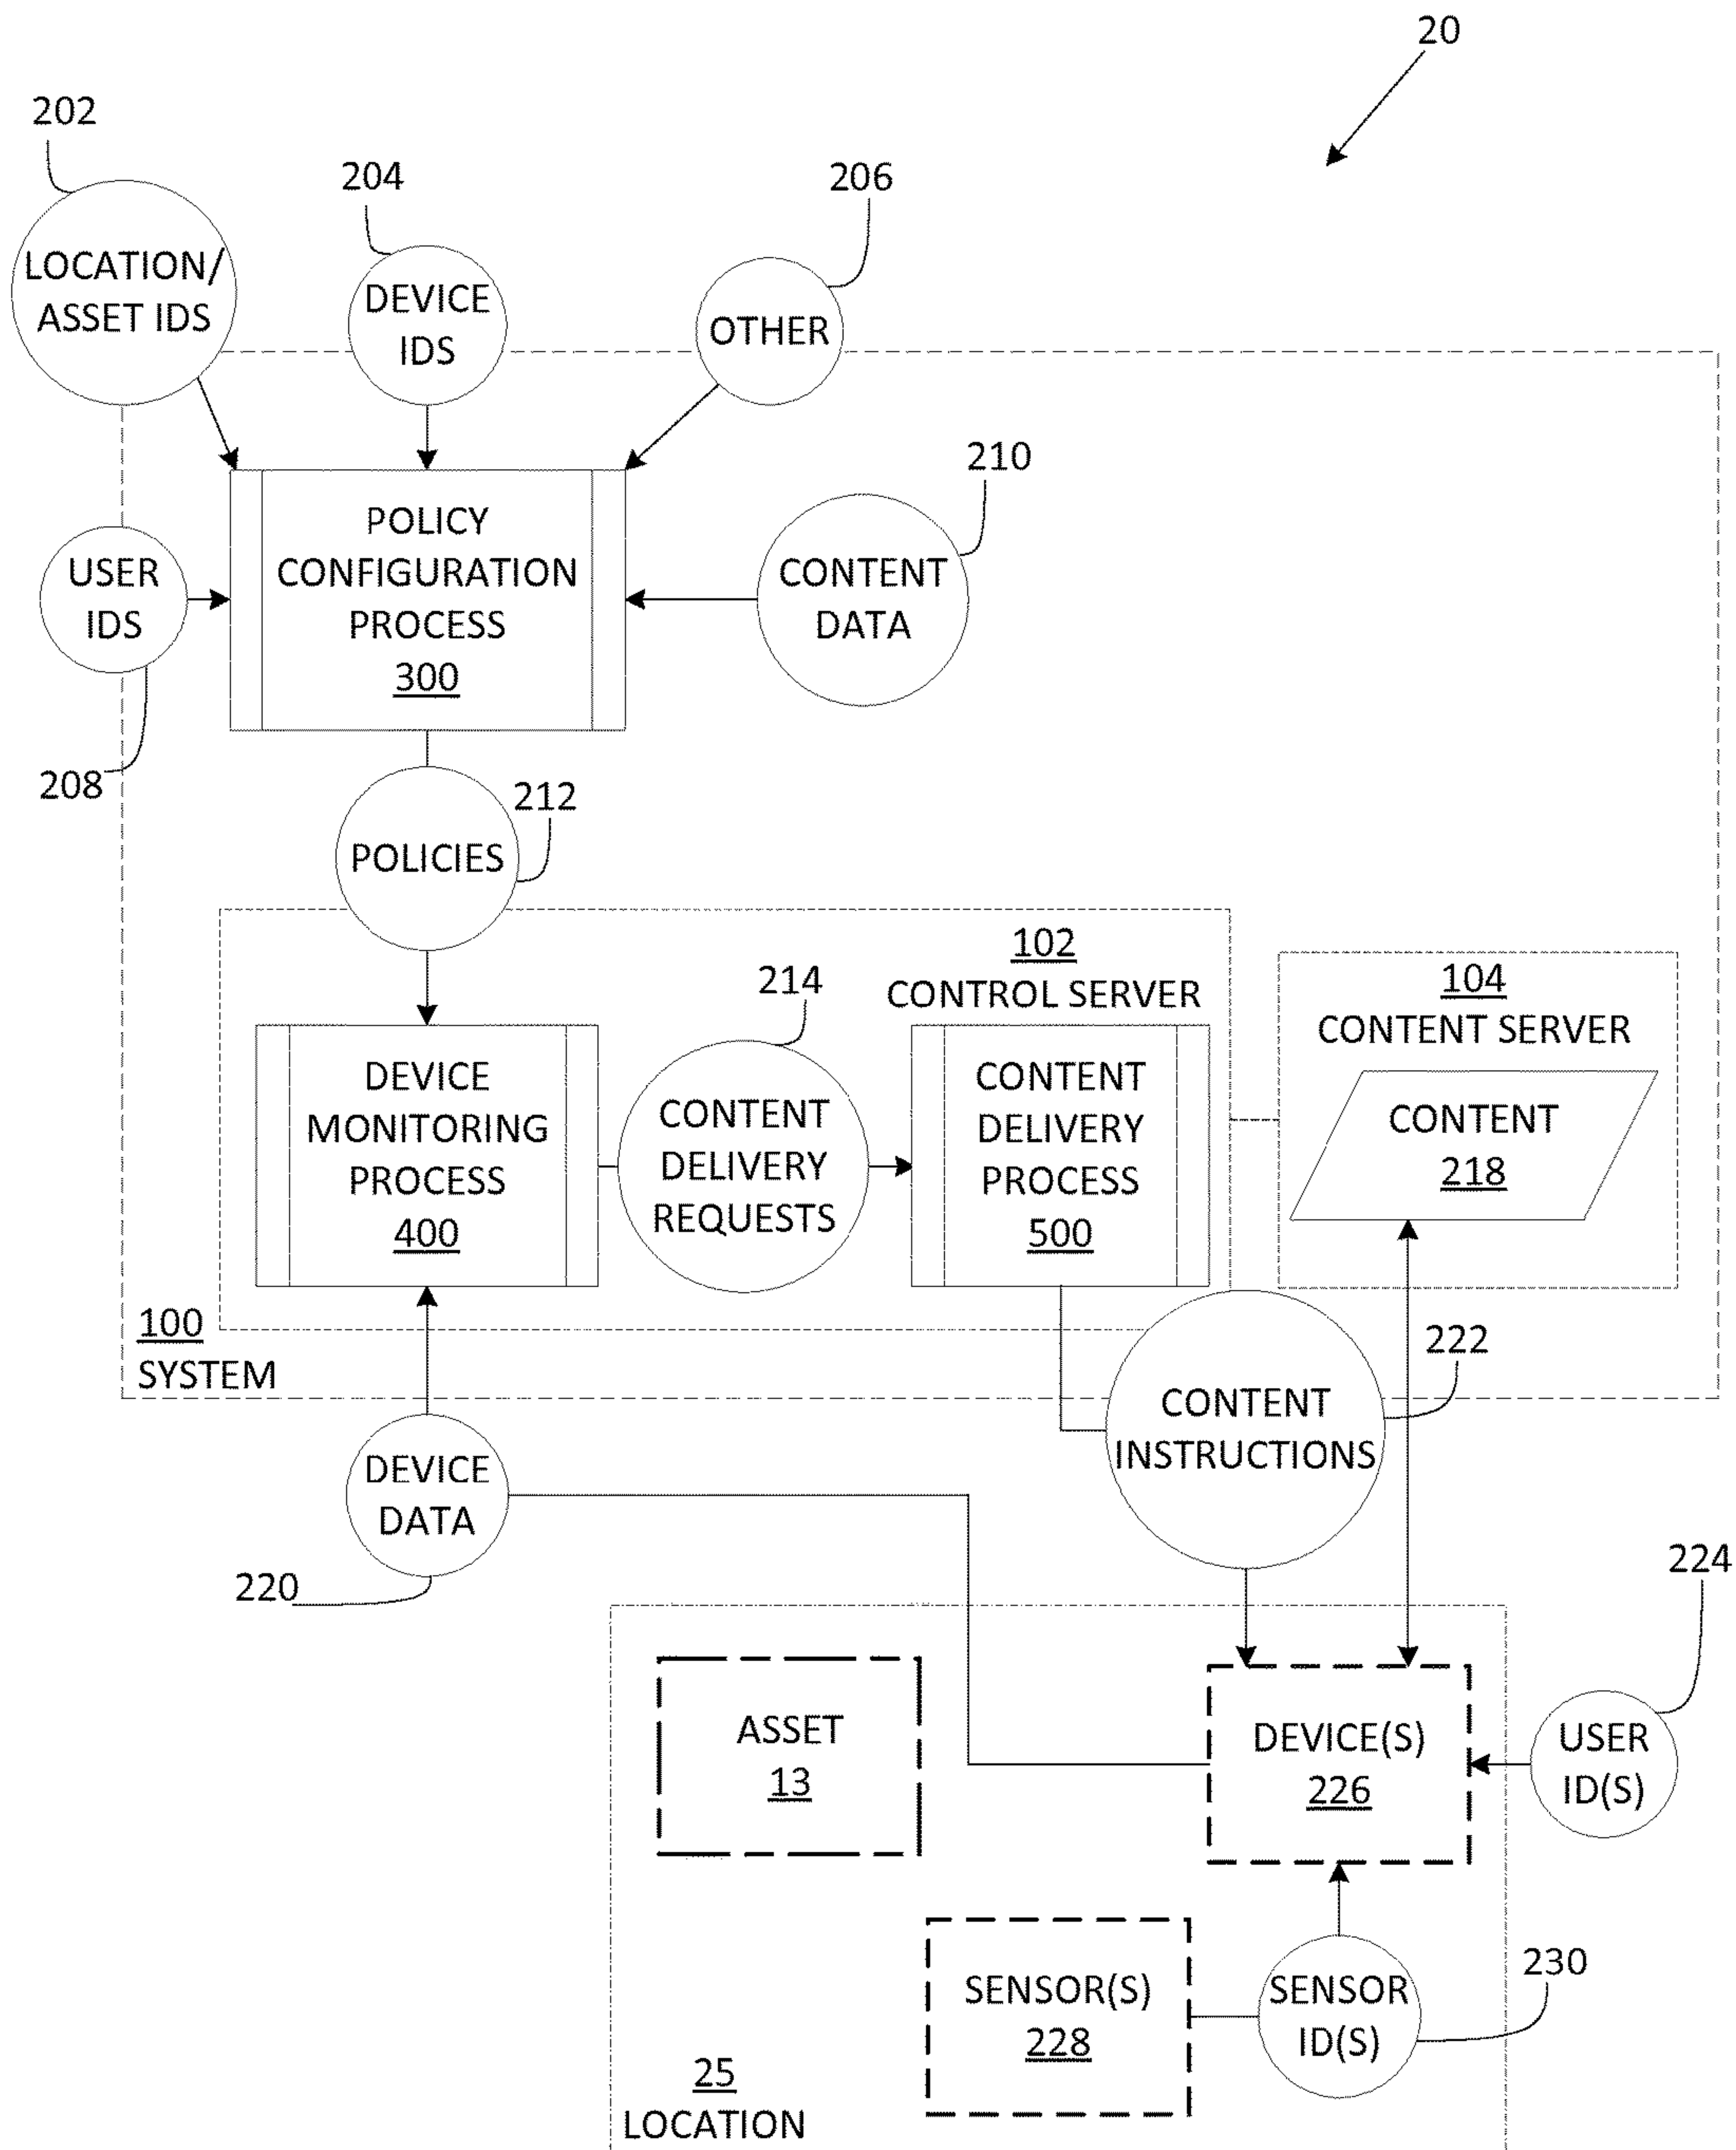 20
202
204
206
LOCATION/
ASSET IDS
DEVICE
IDS
OTHER
210
POLICY
CONFIGURATION
PROCESS
300
USER
IDS
CONTENT
DATA
208
212
POLICIES
102
CONTROL SERVER
104
CONTENT SERVER
214
DEVICE
MONITORING
PROCESS
400
CONTENT
DELIVERY
REQUESTS
CONTENT
DELIVERY
PROCESS
500
CONTENT
218
100
SYSTEM
222
CONTENT
INSTRUCTIONS
DEVICE
DATA
220
224
ASSET
13
DEVICE(S)
226
USER
ID(S)
SENSOR(S)
228
SENSOR
ID(S)
230
25
LOCATION